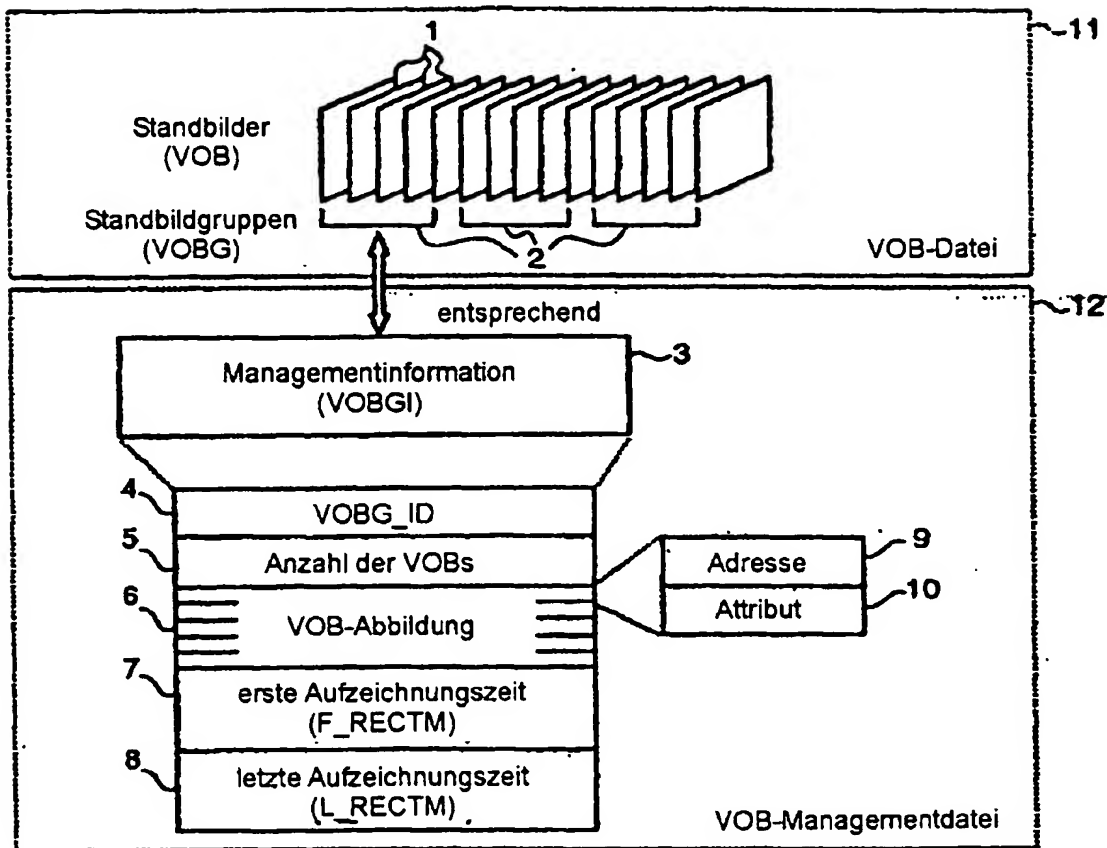 1
11
Standbilder
(VOB)
Standbildgruppen
(VOBG)
2
VOB-Datei
entsprechend
12
3
Managementinformation
(VOBGI)
4
VOBG_ID
5
Anzahl der VOBs
9
Adresse
6
VOB-Abbildung
10
Attribut
7
erste Aufzeichnungszeit
(F_RECTM)
8
letzte Aufzeichnungszeit
(L_RECTM)
VOB-Managementdatei